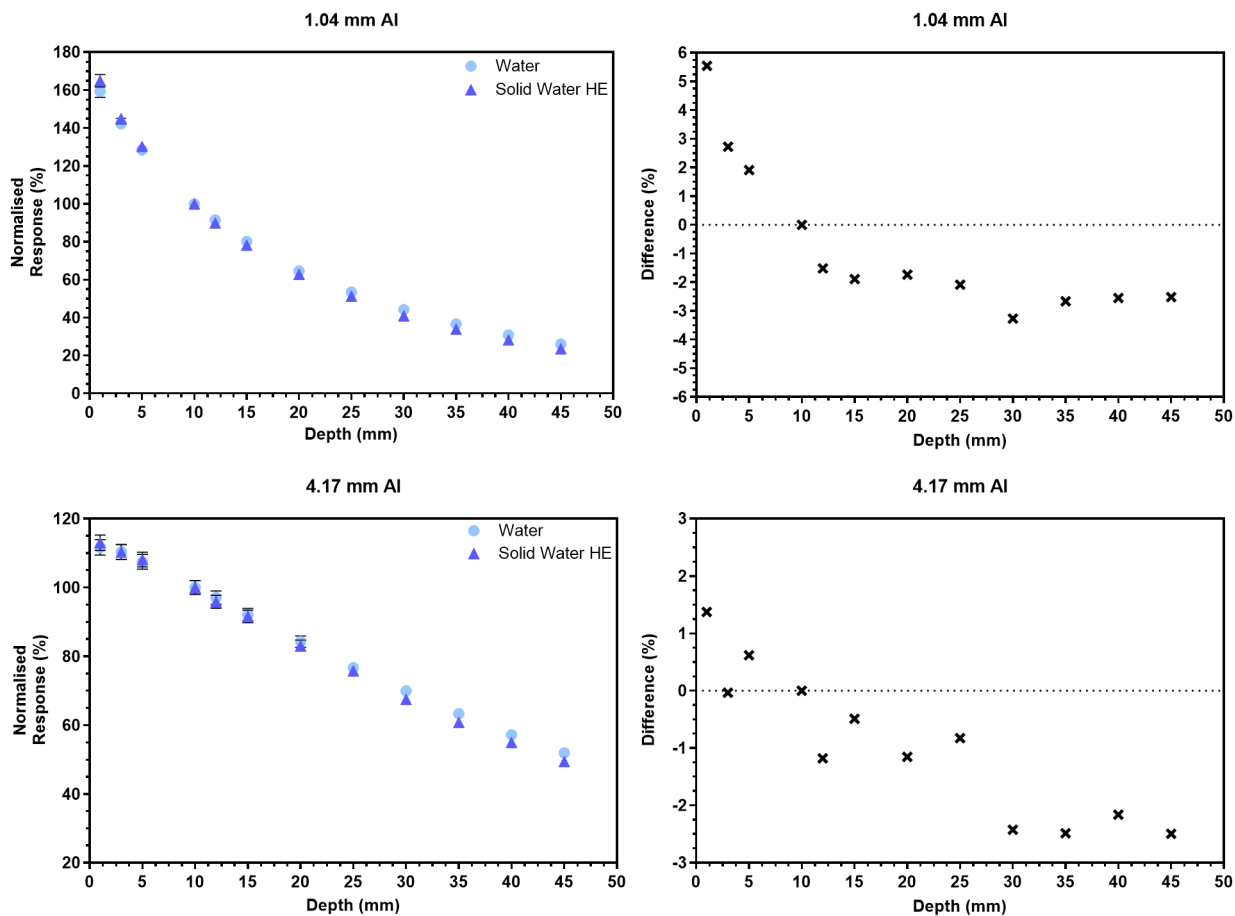 1.04 mm Al
Normalised
Response (%)
180
160
140
120
100
80
60
40
20
0
Water
Solid Water HE
0 5 10 15 20 25 30 35 40 45 50
Depth (mm)
1.04 mm Al
Difference (%)
6
5
4
3
2
1
0
-1
-2
-3
-4
-5
-6
0 5 10 15 20 25 30 35 40 45 50
Depth (mm)
4.17 mm Al
Normalised
Response (%)
120
100
80
60
40
20
Water
Solid Water HE
0 5 10 15 20 25 30 35 40 45 50
Depth (mm)
4.17 mm Al
Difference (%)
3
2
1
0
-1
-2
-3
0 5 10 15 20 25 30 35 40 45 50
Depth (mm)